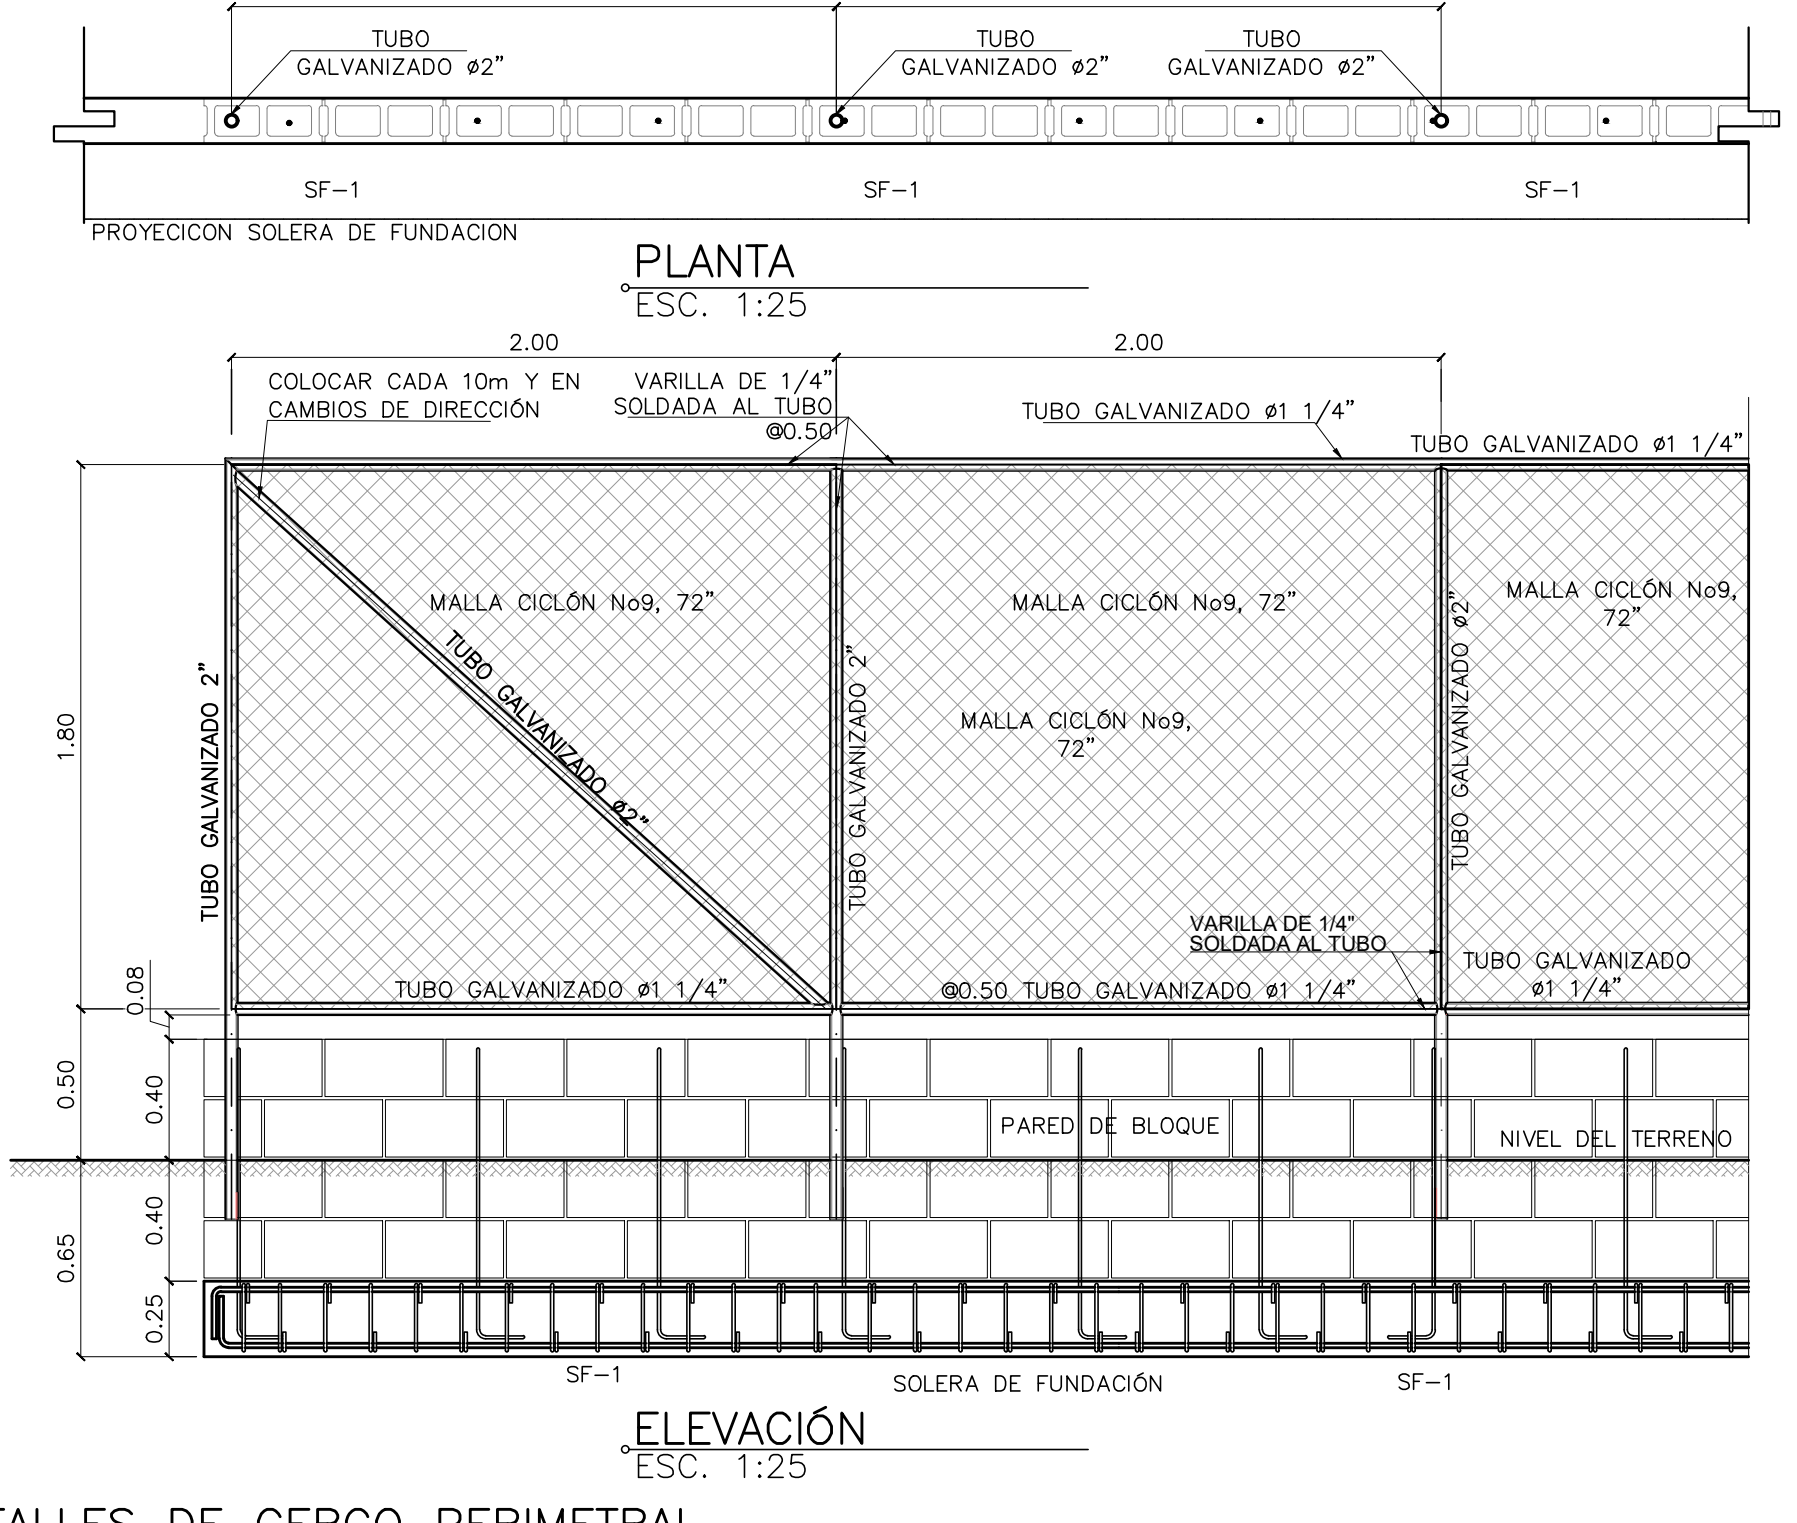 TUBO
GALVANIZADO ø2"
TUBO
GALVANIZADO ø2"
TUBO
GALVANIZADO ø2"
SF-1
SF-1
SF-1
PROYECICON SOLERA DE FUNDACION
PLANTA
ESC. 1:25
2.00
2.00
COLOCAR CADA 10m Y EN
CAMBIOS DE DIRECCIÓN
VARILLA DE 1/4"
SOLDADA AL TUBO
@0.50
TUBO GALVANIZADO ø1 1/4"
TUBO GALVANIZADO ø1 1/4"
MALLA CICLÓN No9, 72"
MALLA CICLÓN No9, 72"
MALLA CICLÓN No9,
72"
MALLA CICLÓN No9,
72"
TUBO GALVANIZADO 2"
TUBO GALVANIZADO ø2"
TUBO GALVANIZADO 2"
TUBO GALVANIZADO ø2"
1.80
VARILLA DE 1/4"
SOLDADA AL TUBO
TUBO GALVANIZADO ø1 1/4"
@0.50 TUBO GALVANIZADO ø1 1/4"
TUBO GALVANIZADO
ø1 1/4"
0.08
0.50
0.40
PARED DE BLOQUE
NIVEL DEL TERRENO
0.65
0.40
0.25
SF-1
SOLERA DE FUNDACIÓN
SF-1
ELEVACIÓN
ESC. 1:25
TALLES DE CERCO PERIMETRAL